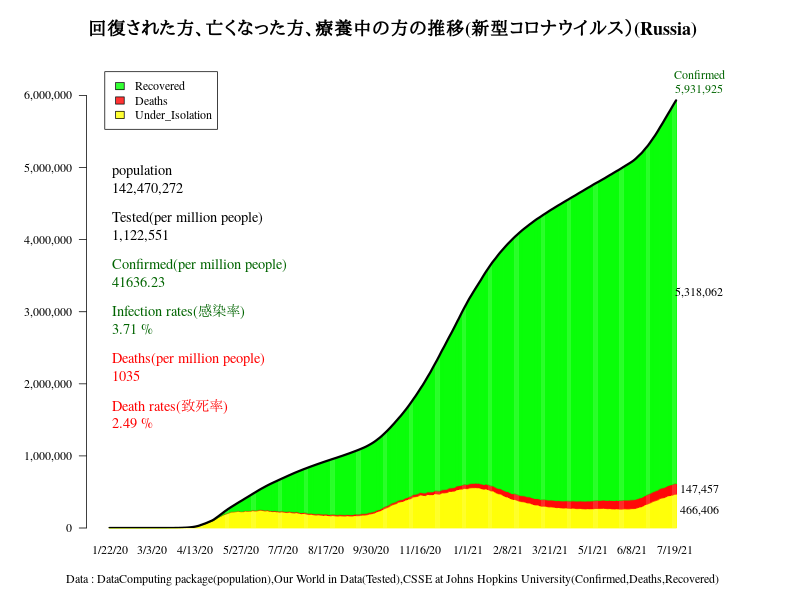 回復された方、亡くなった方、療養中の方の推移(新型コロナウイルス)(Russia)
Confirmed
5,931,925
Recovered
Deaths
Under_Isolation
6,000,000
5,000,000
4,000,000
3,000,000
2,000,000
1,000,000
0
population
142,470,272
Tested(per million people)
1,122,551
Confirmed(per million people)
41636.23
Infection rates(感染率)
3.71 %
Deaths(per million people)
1035
Death rates(致死率)
2.49 %
5,318,062
147,457
466,406
1/22/20 3/3/20 4/13/20 5/27/20 7/7/20 8/17/20 9/30/20 11/16/20 1/1/21 2/8/21 3/21/21 5/1/21 6/8/21 7/19/21
Data : DataComputing package(population),Our World in Data(Tested),CSSE at Johns Hopkins University(Confirmed,Deaths,Recovered)